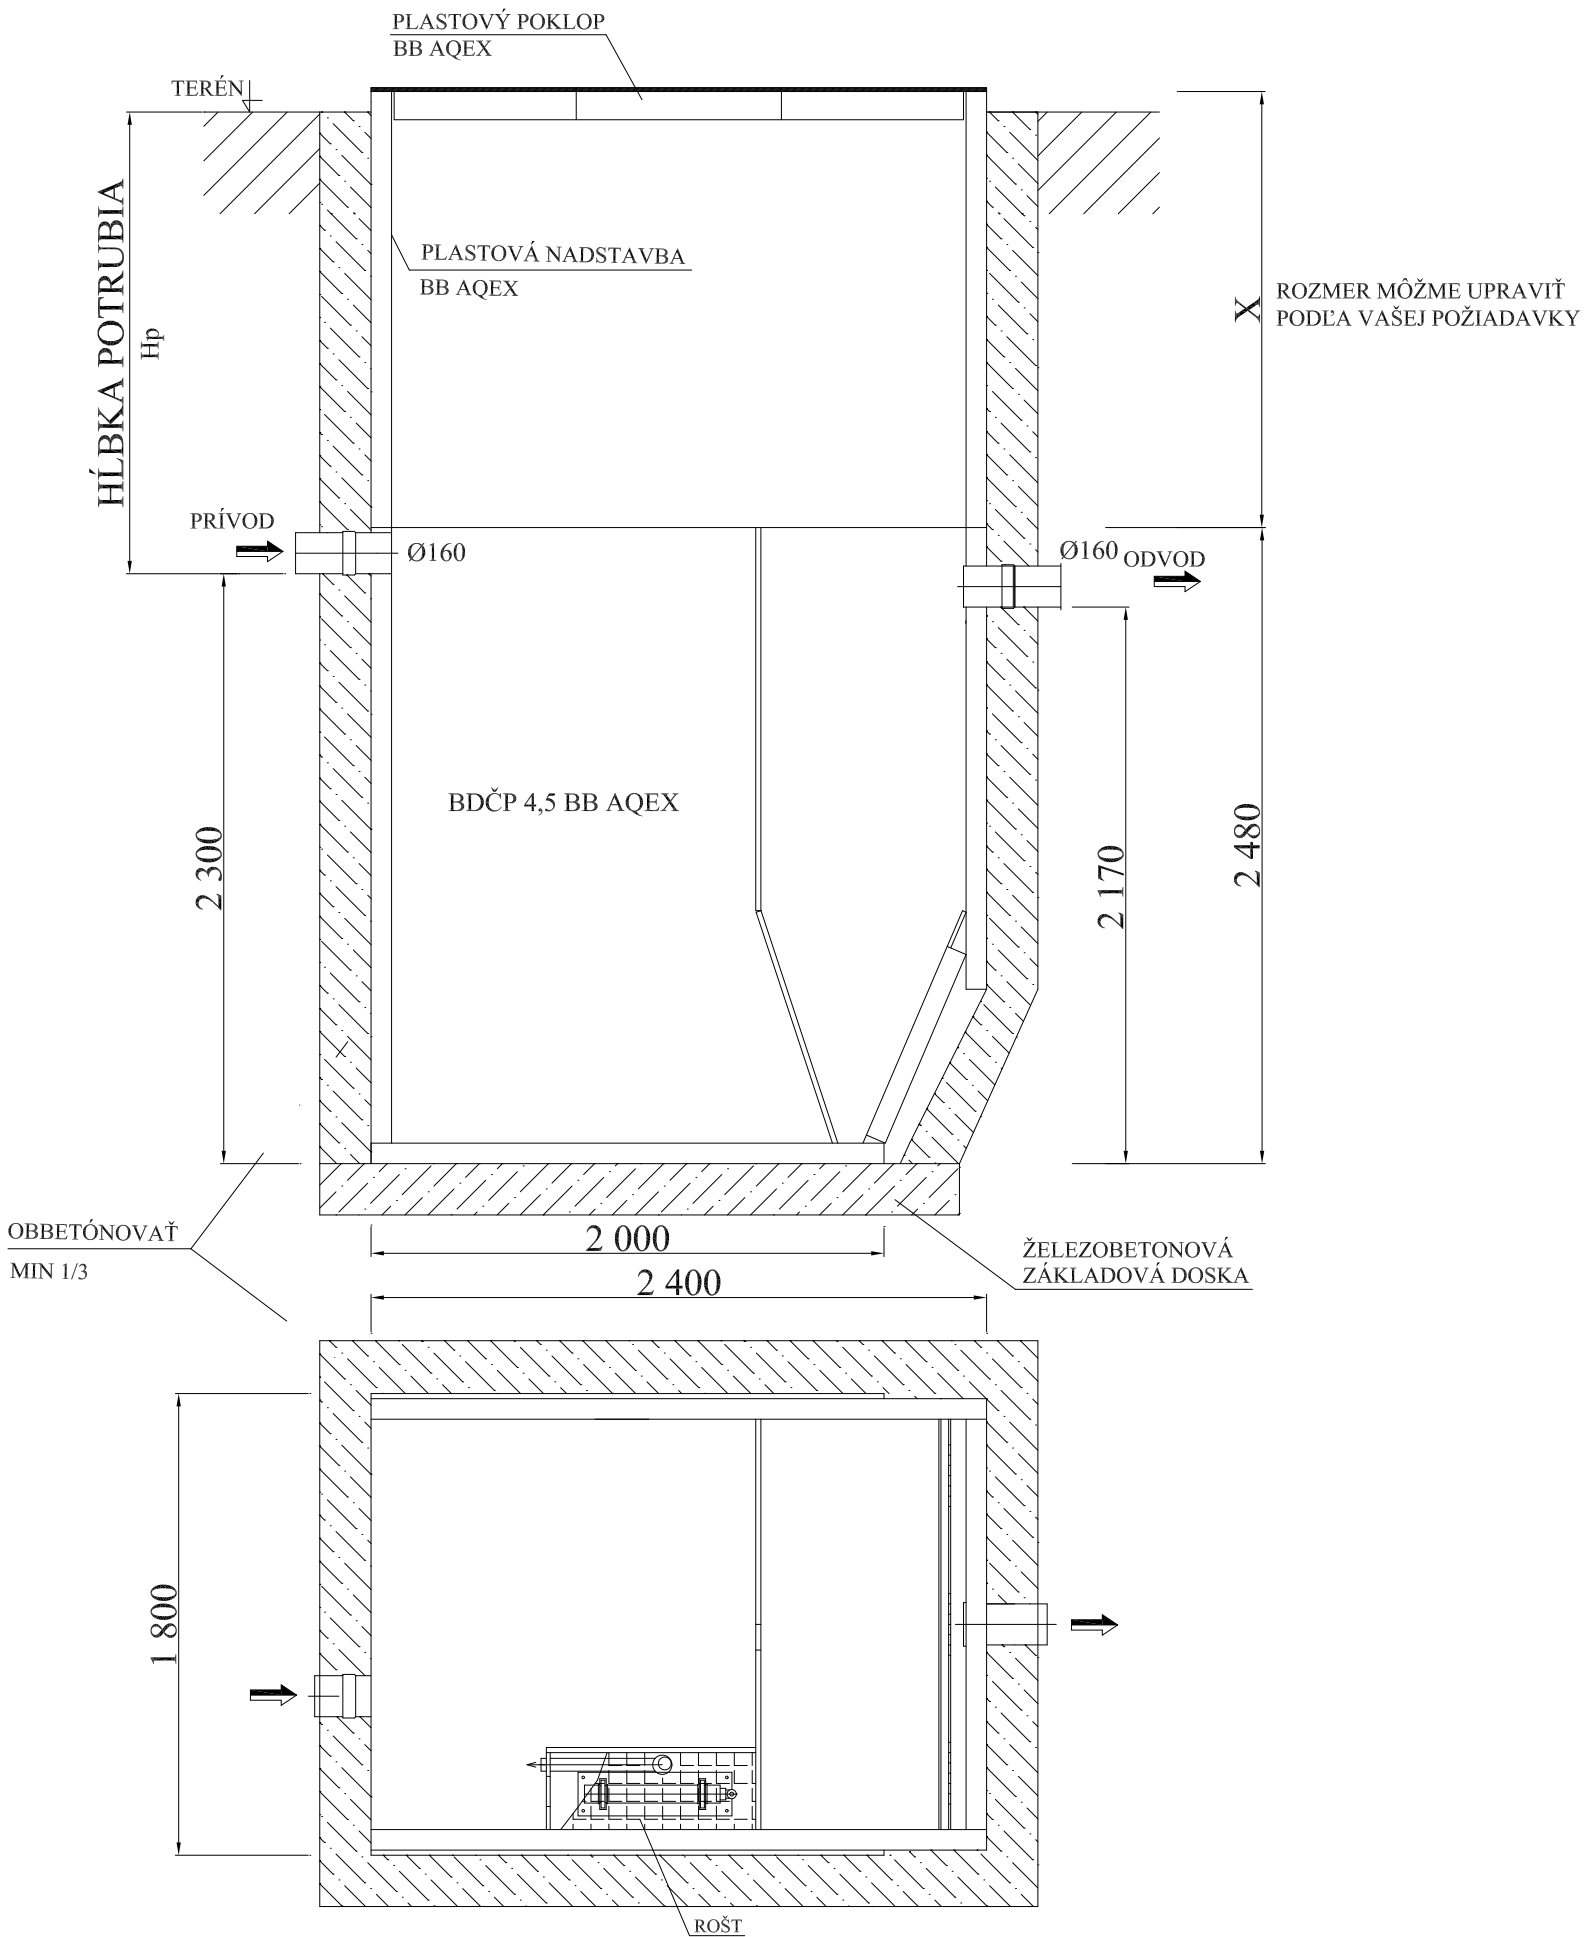 PLASTOVÝ POKLOP
BB AQEX
TERÉN
HĹBKA POTRUBIA
Hp
PLASTOVÁ NADSTAVBA
BB AQEX
X
ROZMER MÔŽME UPRAVIŤ
PODĽA VAŠEJ POŽIADAVKY
PRÍVOD
Ø160
Ø160
ODVOD
BDČP 4,5 BB AQEX
2 300
2 170
2 480
OBBETÓNOVAŤ
MIN 1/3
2 000
2 400
ŽELEZOBETONOVÁ
ZÁKLADOVÁ DOSKA
1 800
ROŠT